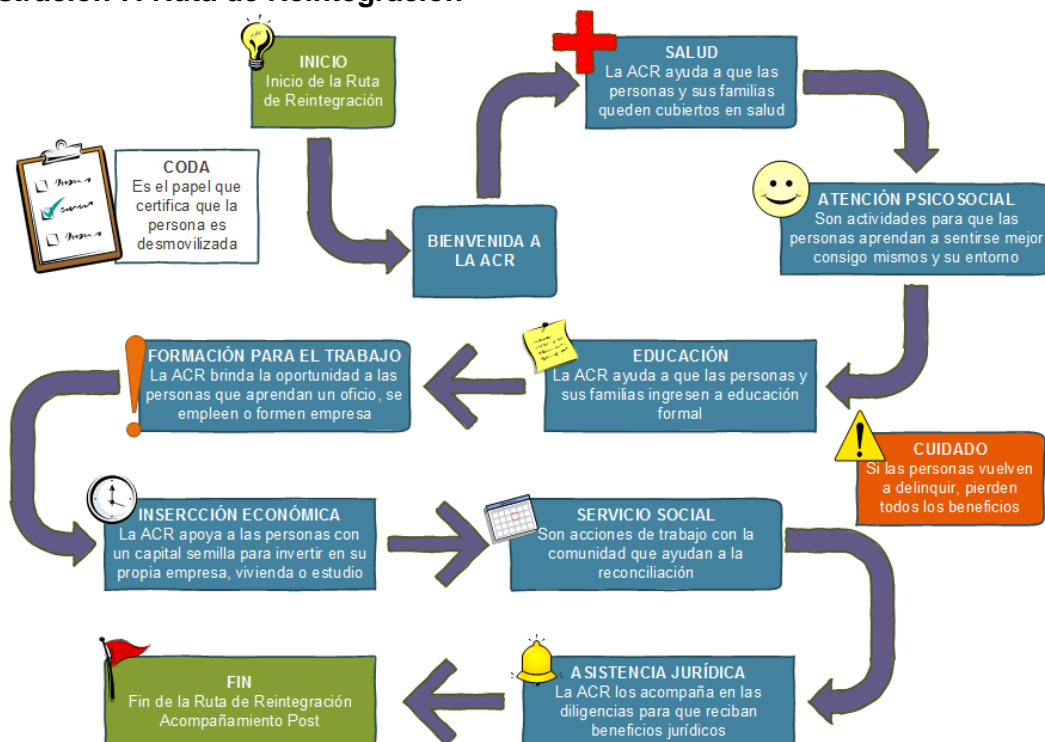 INICIO
Inicio de la Ruta
de Reintegración
SALUD
La ACR ayuda a que las
personas y sus familias
queden cubiertos en salud
CODA
Es el papel que
certifica que la
persona es
desmovilizada
BIENVENIDA A
LA ACR
ATENCIÓN PSICOSOCIAL
Son actividades para que las
personas aprendan a sentirse mejor
consigo mismos y su entorno
FORMACIÓN PARA EL TRABAJO
La ACR brinda la oportunidad a las
personas que aprendan un oficio, se
empleen o formen empresa
EDUCACIÓN
La ACR ayuda a que las personas y
sus familias ingresen a educación
formal
CUIDADO
Si las personas vuelven
a delinquir, pierden
todos los beneficios
INSERCCIÓN ECONÓMICA
La ACR apoya a las personas con
un capital semilla para invertir en su
propia empresa, vivienda o estudio
SERVICIO SOCIAL
Son acciones de trabajo con la
comunidad que ayudan a la
reconciliación
FIN
Fin de la Ruta de Reintegración
Acompañamiento Post
ASISTENCIA JURÍDICA
La ACR los acompaña en las
diligencias para que reciban
beneficios jurídicos